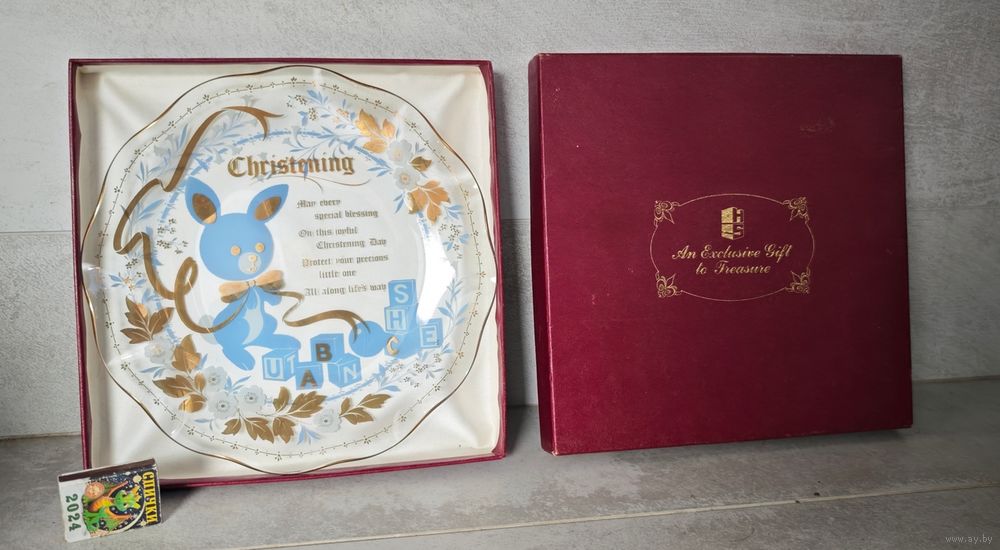 Christening
May every
special blessing
On this joyful
Christening Day
Protect your precious
little one
All along life's way
S
H
C E
B
U A N
HS
An Exclusive Gift
to Treasure
СПИЧКИ
2024
www.ay.by